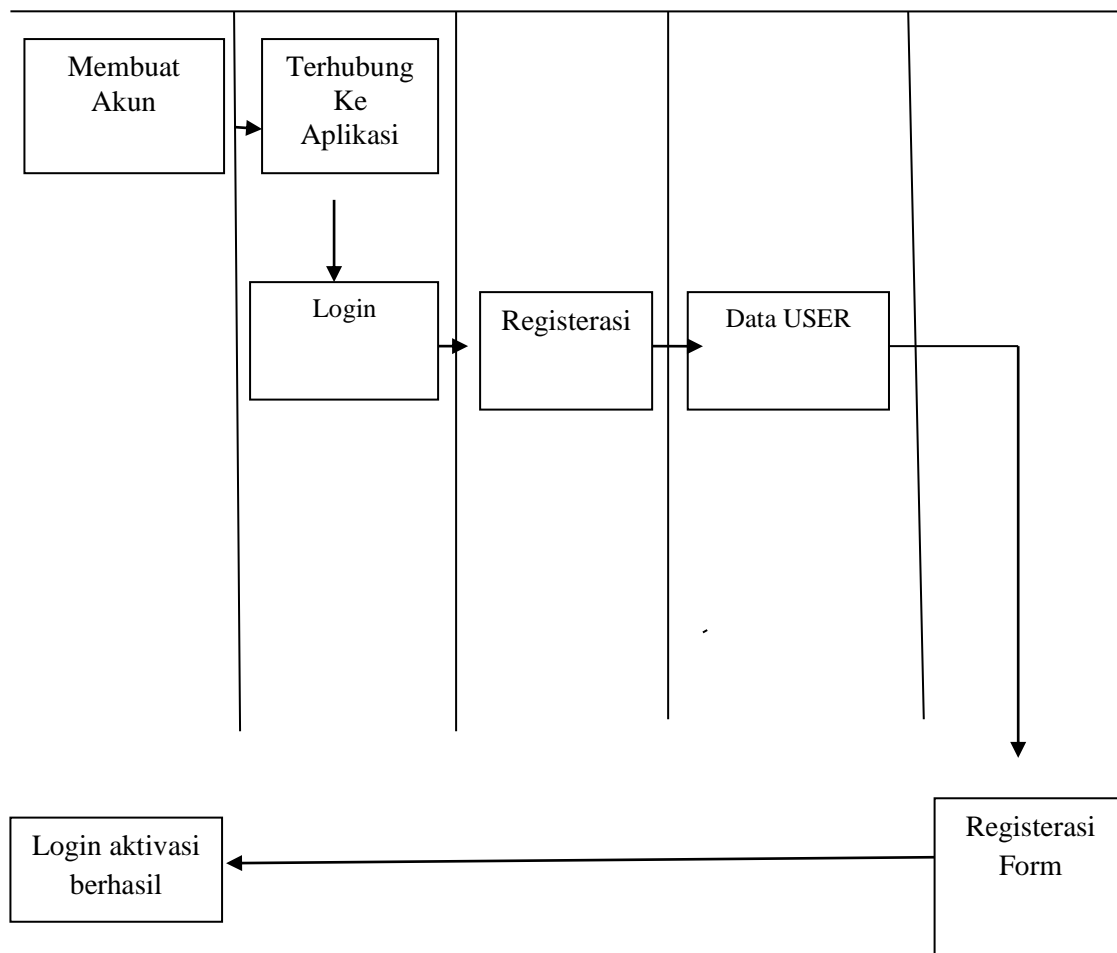 Membuat
Akun
Terhubung
Ke
Aplikasi
Login
Registerasi
Data USER
Registerasi
Form
Login aktivasi
berhasil